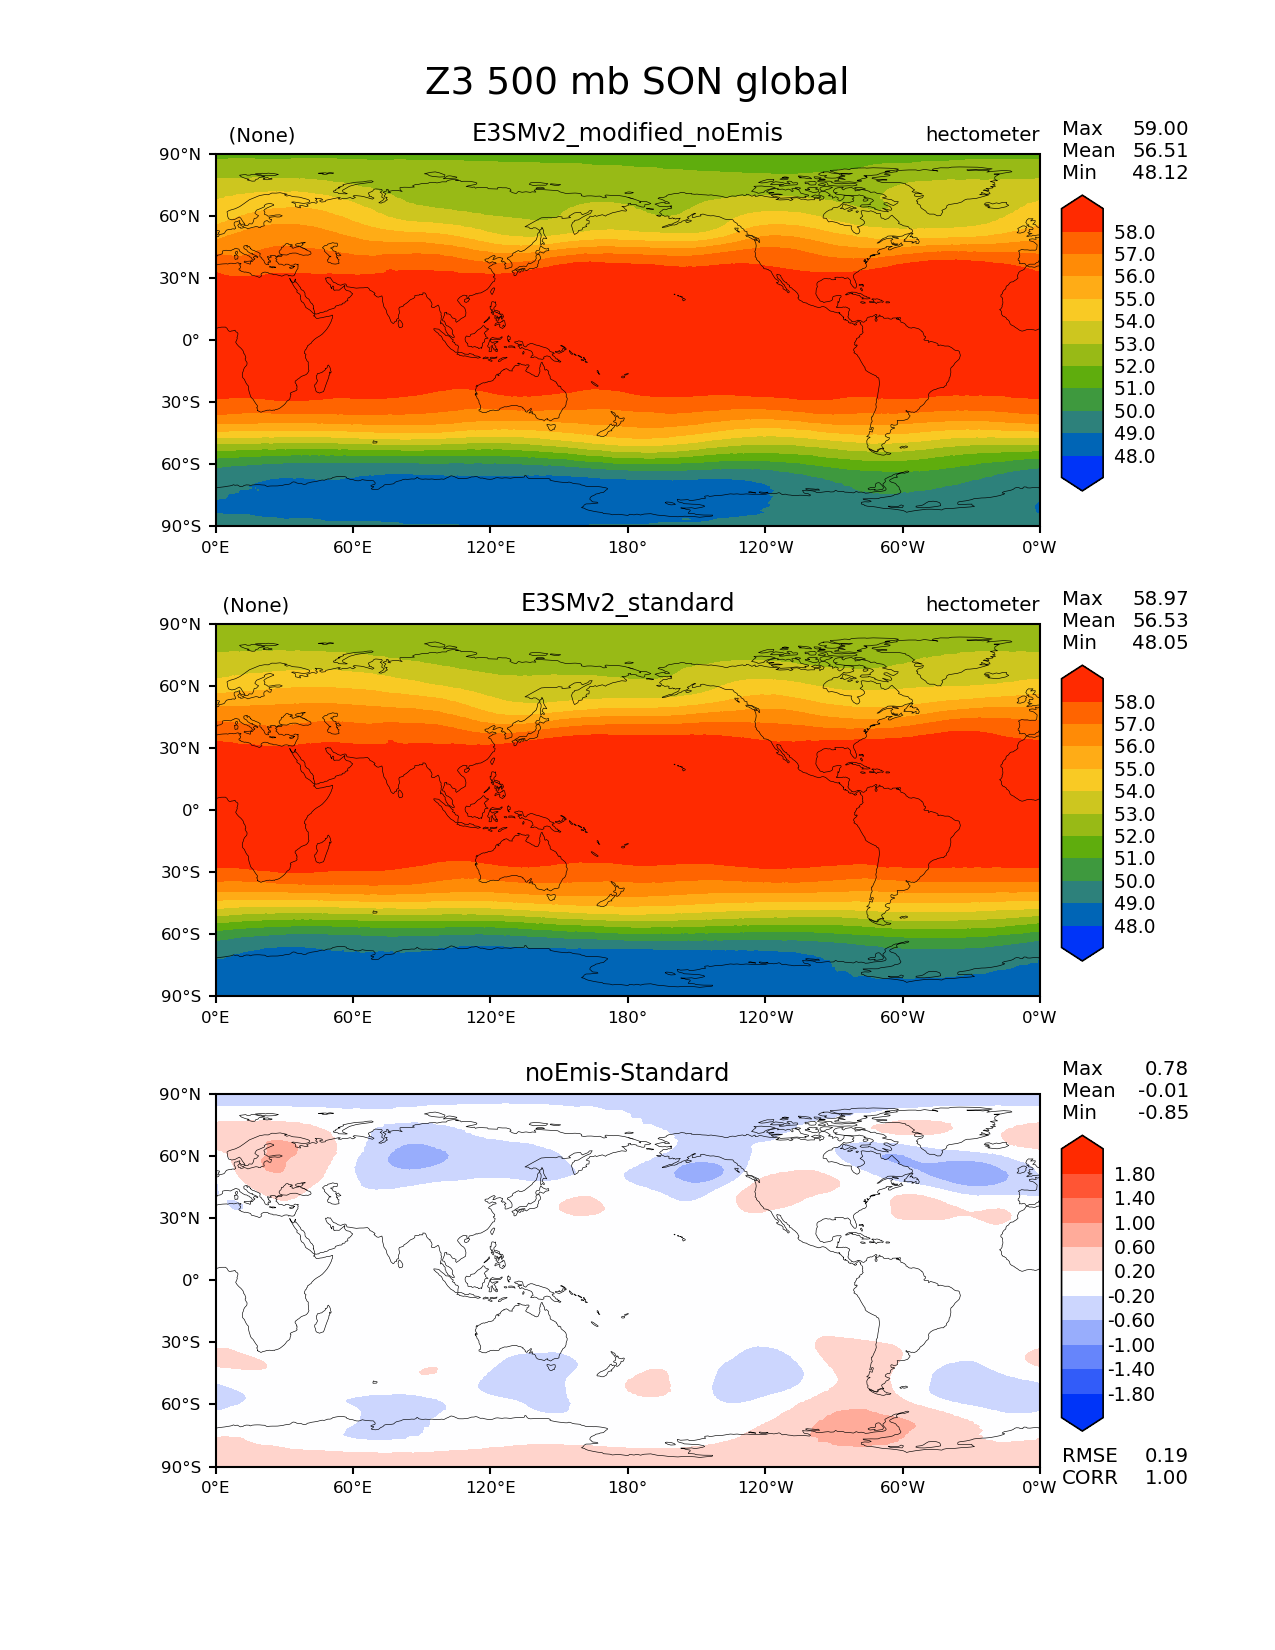 Z3 500 mb SON global
(None) E3SMv2_modified_noEmis hectometer
Max 59.00
Mean 56.51
Min 48.12
90°N
60°N
30°N
0°
30°S
60°S
90°S
0°E 60°E 120°E 180° 120°W 60°W 0°W
58.0
57.0
56.0
55.0
54.0
53.0
52.0
51.0
50.0
49.0
48.0
(None) E3SMv2_standard hectometer
Max 58.97
Mean 56.53
Min 48.05
90°N
60°N
30°N
0°
30°S
60°S
90°S
0°E 60°E 120°E 180° 120°W 60°W 0°W
58.0
57.0
56.0
55.0
54.0
53.0
52.0
51.0
50.0
49.0
48.0
noEmis-Standard
Max 0.78
Mean -0.01
Min -0.85
90°N
60°N
30°N
0°
30°S
60°S
90°S
0°E 60°E 120°E 180° 120°W 60°W 0°W
1.80
1.40
1.00
0.60
0.20
-0.20
-0.60
-1.00
-1.40
-1.80
RMSE 0.19
CORR 1.00